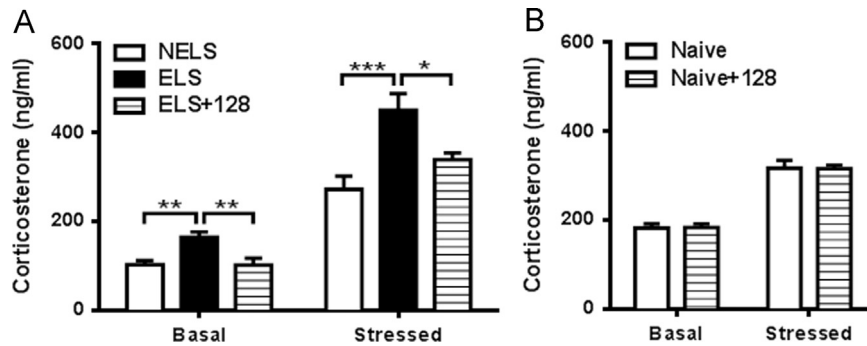 A
Corticosterone (ng/ml)
600
400
200
0
NELS
ELS
ELS+128
**
**
***
*
Basal
Stressed
B
Corticosterone (ng/ml)
600
400
200
0
Naive
Naive+128
Basal
Stressed